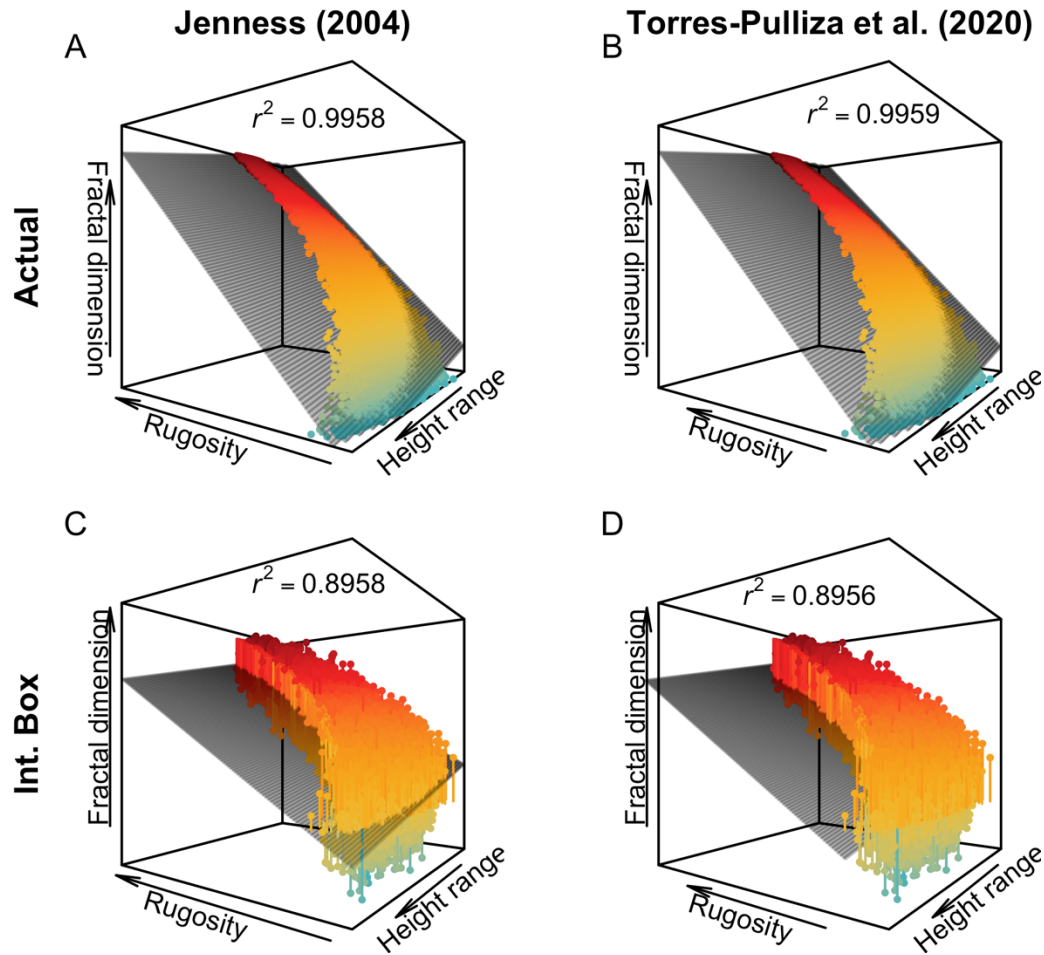 Jenness (2004)
Torres-Pulliza et al. (2020)
Actual
A
r² = 0.9958
Fractal dimension
Rugosity
Height range
B
r² = 0.9959
Fractal dimension
Rugosity
Height range
Int. Box
C
r² = 0.8958
Fractal dimension
Rugosity
Height range
D
r² = 0.8956
Fractal dimension
Rugosity
Height range